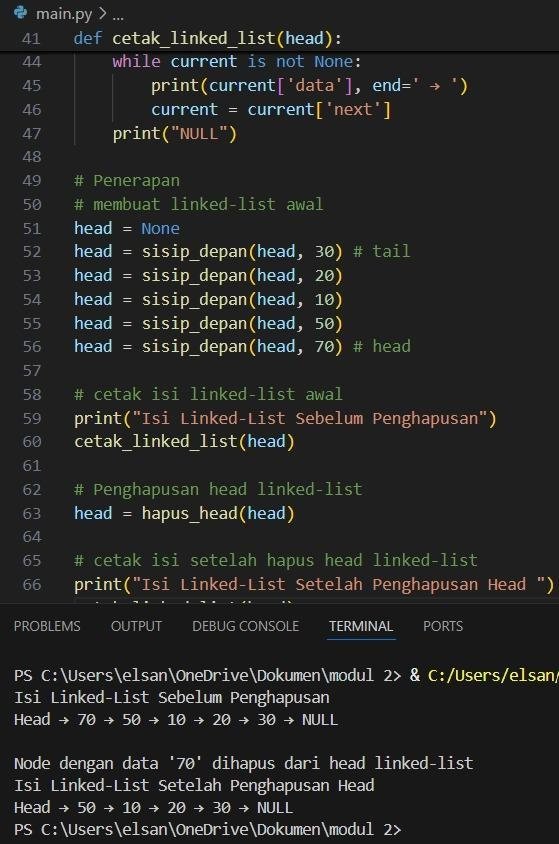 main.py > ...
41 def cetak_linked_list(head):
44 while current is not None:
45 print(current['data'], end=' → ')
46 current = current['next']
47 print("NULL")
48
49 # Penerapan
50 # membuat linked-list awal
51 head = None
52 head = sisip_depan(head, 30) # tail
53 head = sisip_depan(head, 20)
54 head = sisip_depan(head, 10)
55 head = sisip_depan(head, 50)
56 head = sisip_depan(head, 70) # head
57
58 # cetak isi linked-list awal
59 print("Isi Linked-List Sebelum Penghapusan")
60 cetak_linked_list(head)
61
62 # Penghapusan head linked-list
63 head = hapus_head(head)
64
65 # cetak isi setelah hapus head linked-list
66 print("Isi Linked-List Setelah Penghapusan Head ")
PROBLEMS OUTPUT DEBUG CONSOLE TERMINAL PORTS
PS C:\Users\elsan\OneDrive\Dokumen\modul 2> & C:/Users/elsan/
Isi Linked-List Sebelum Penghapusan
Head → 70 → 50 → 10 → 20 → 30 → NULL
Node dengan data '70' dihapus dari head linked-list
Isi Linked-List Setelah Penghapusan Head
Head → 50 → 10 → 20 → 30 → NULL
PS C:\Users\elsan\OneDrive\Dokumen\modul 2>